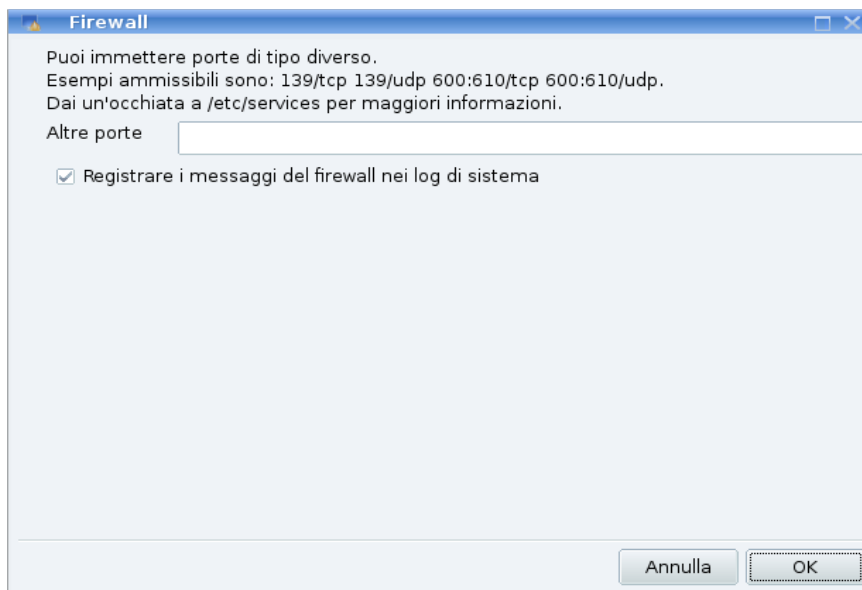 Firewall
Puoi immettere porte di tipo diverso.
Esempi ammissibili sono: 139/tcp 139/udp 600:610/tcp 600:610/udp.
Dai un'occhiata a /etc/services per maggiori informazioni.
Altre porte
Registrare i messaggi del firewall nei log di sistema
Annulla
OK